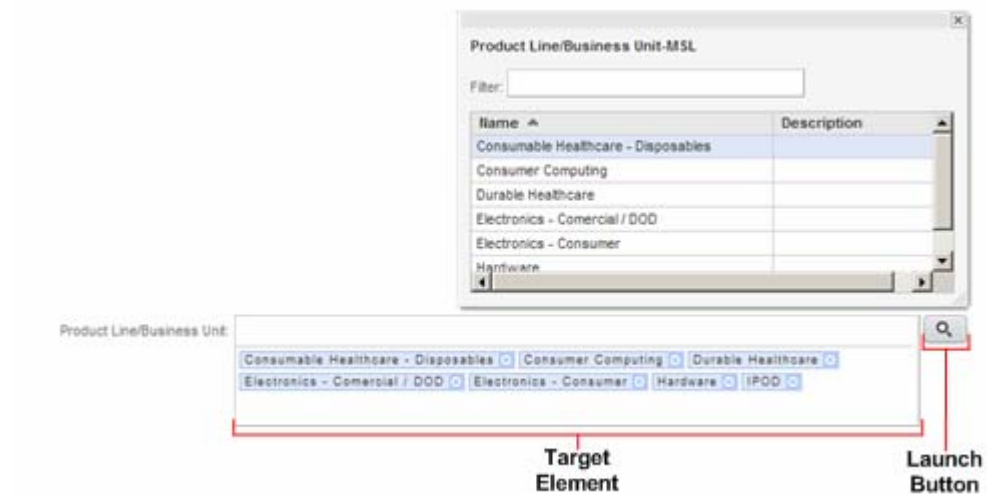 Product Line/Business Unit-MSL
Filter:
Name Description
Consumable Healthcare - Disposables
Consumer Computing
Durable Healthcare
Electronics - Comercial / DOD
Electronics - Consumer
Hardware
Product Line/Business Unit:
Consumable Healthcare - Disposables Consumer Computing Durable Healthcare
Electronics - Comercial / DOD Electronics - Consumer Hardware IPOD
Target Launch
Element Button